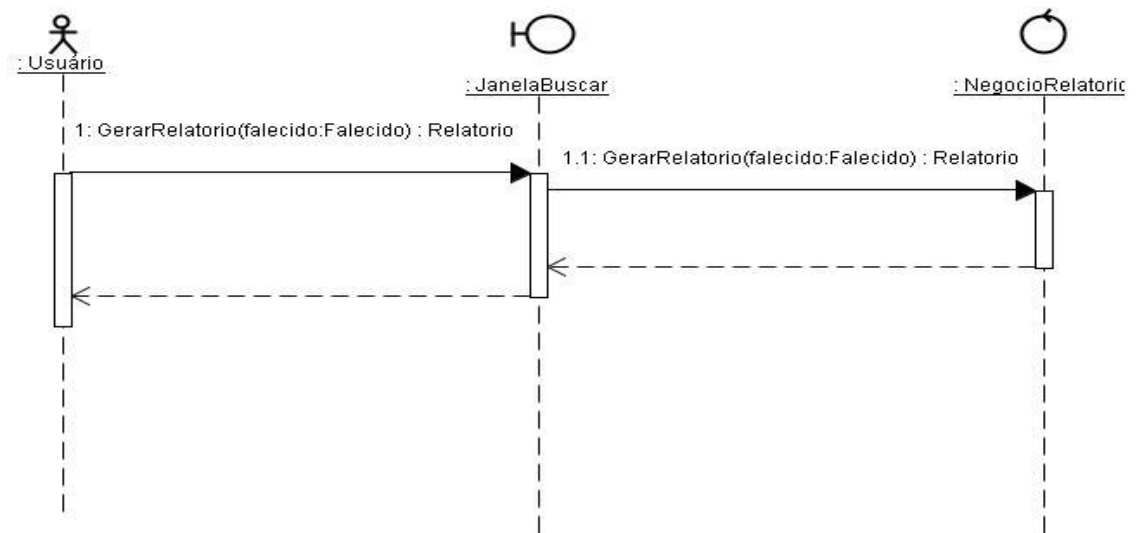 : Usuário
: JanelaBuscar
: NegocioRelatoric
1: GerarRelatorio(falecido:Falecido) : Relatorio
1.1: GerarRelatorio(falecido:Falecido) : Relatorio